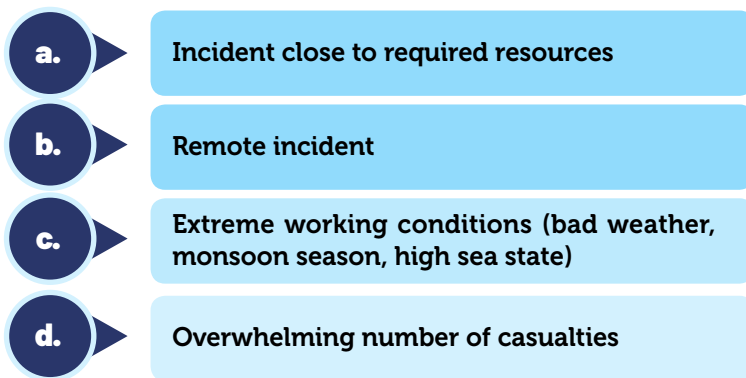 a.
Incident close to required resources
b.
Remote incident
c.
Extreme working conditions (bad weather,
monsoon season, high sea state)
d.
Overwhelming number of casualties